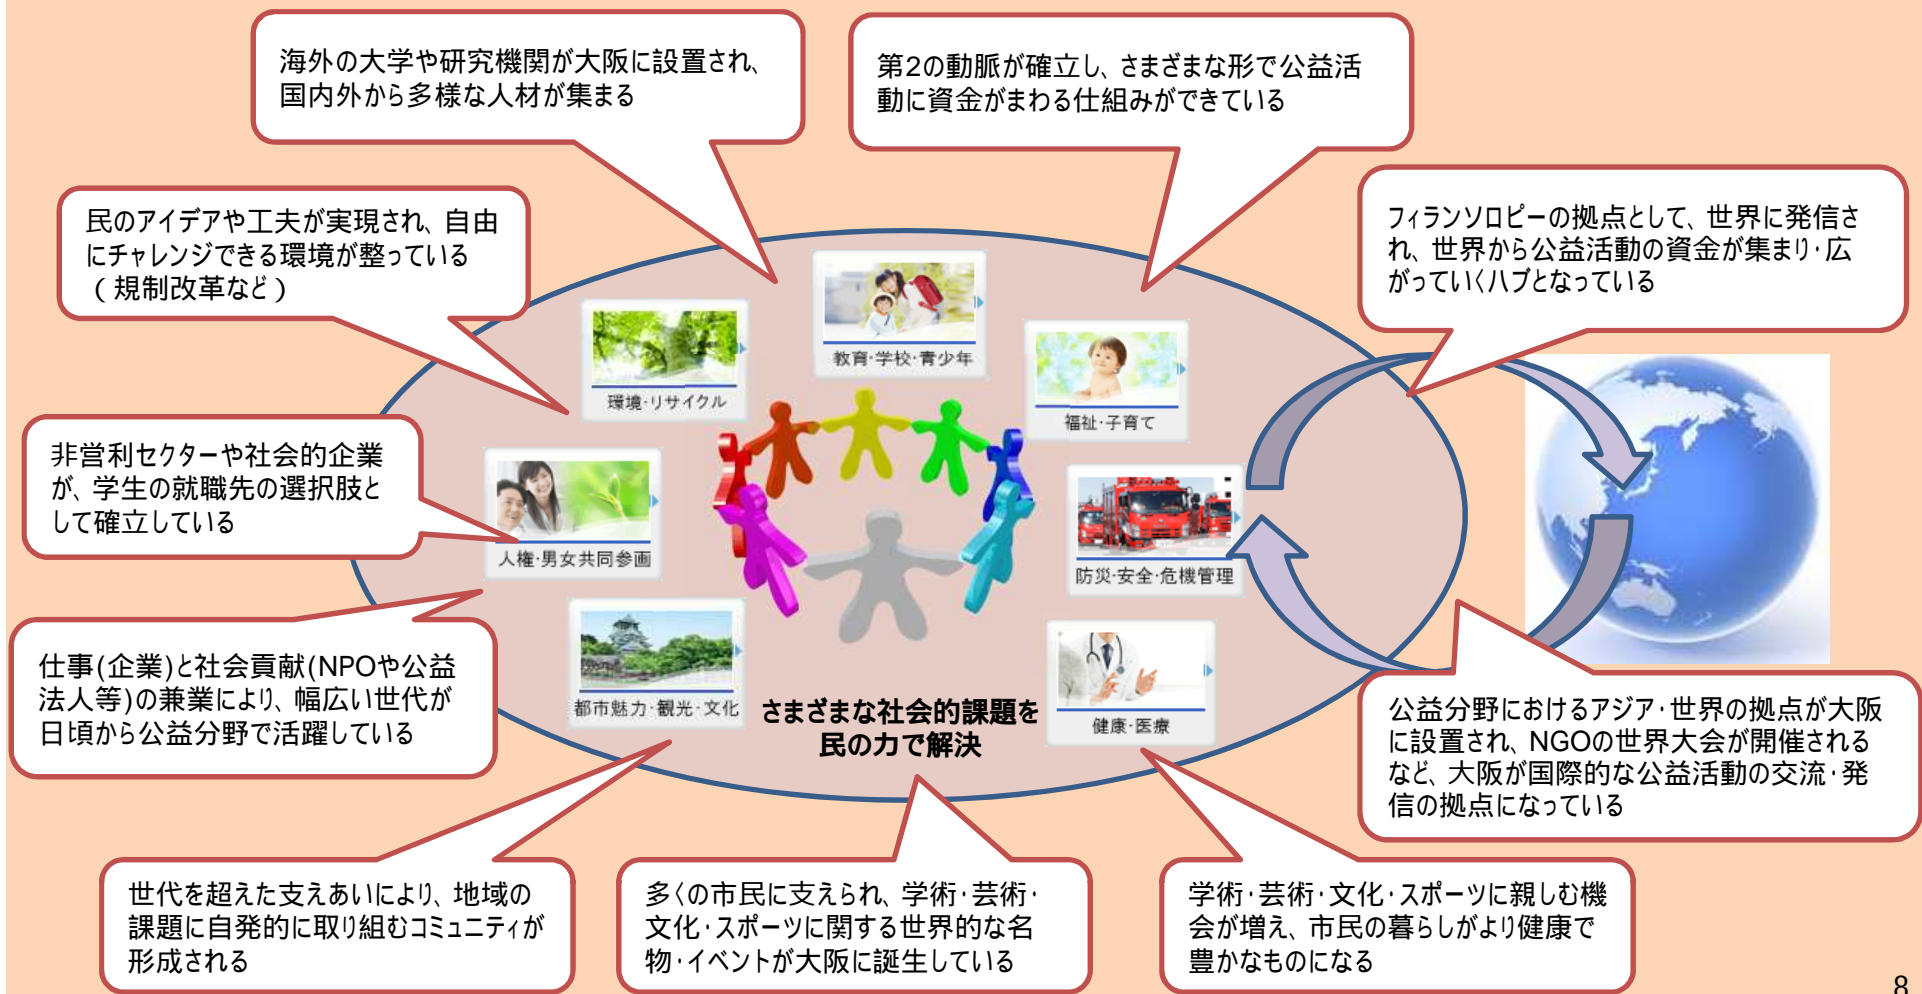 海外の大学や研究機関が大阪に設置され、
国内外から多様な人材が集まる
第2の動脈が確立し、さまざまな形で公益活
動に資金がまわる仕組みができている
民のアイデアや工夫が実現され、自由
にチャレンジできる環境が整っている
（規制改革など）
フィランソロピーの拠点として、世界に発信さ
れ、世界から公益活動の資金が集まり・広
がっていくハブとなっている
教育・学校・青少年
環境・リサイクル
福祉・子育て
非営利セクターや社会的企業
が、学生の就職先の選択肢と
して確立している
人権・男女共同参画
防災・安全・危機管理
仕事(企業)と社会貢献(NPOや公益
法人等)の兼業により、幅広い世代が
日頃から公益分野で活躍している
都市魅力・観光・文化
さまざまな社会的課題を
民の力で解決
健康・医療
公益分野におけるアジア・世界の拠点が大阪
に設置され、NGOの世界大会が開催される
など、大阪が国際的な公益活動の交流・発
信の拠点になっている
世代を超えた支えあいにより、地域の
課題に自発的に取り組むコミュニティが
形成される
多くの市民に支えられ、学術・芸術・
文化・スポーツに関する世界的な名
物・イベントが大阪に誕生している
学術・芸術・文化・スポーツに親しむ機
会が増え、市民の暮らしがより健康で
豊かなものになる
8